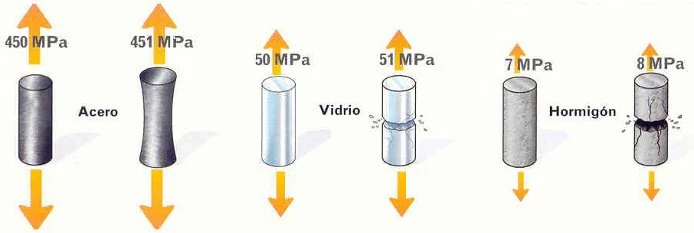 450 MPa
451 MPa
Acero
50 MPa
51 MPa
Vidrio
7 MPa
8 MPa
Hormigón